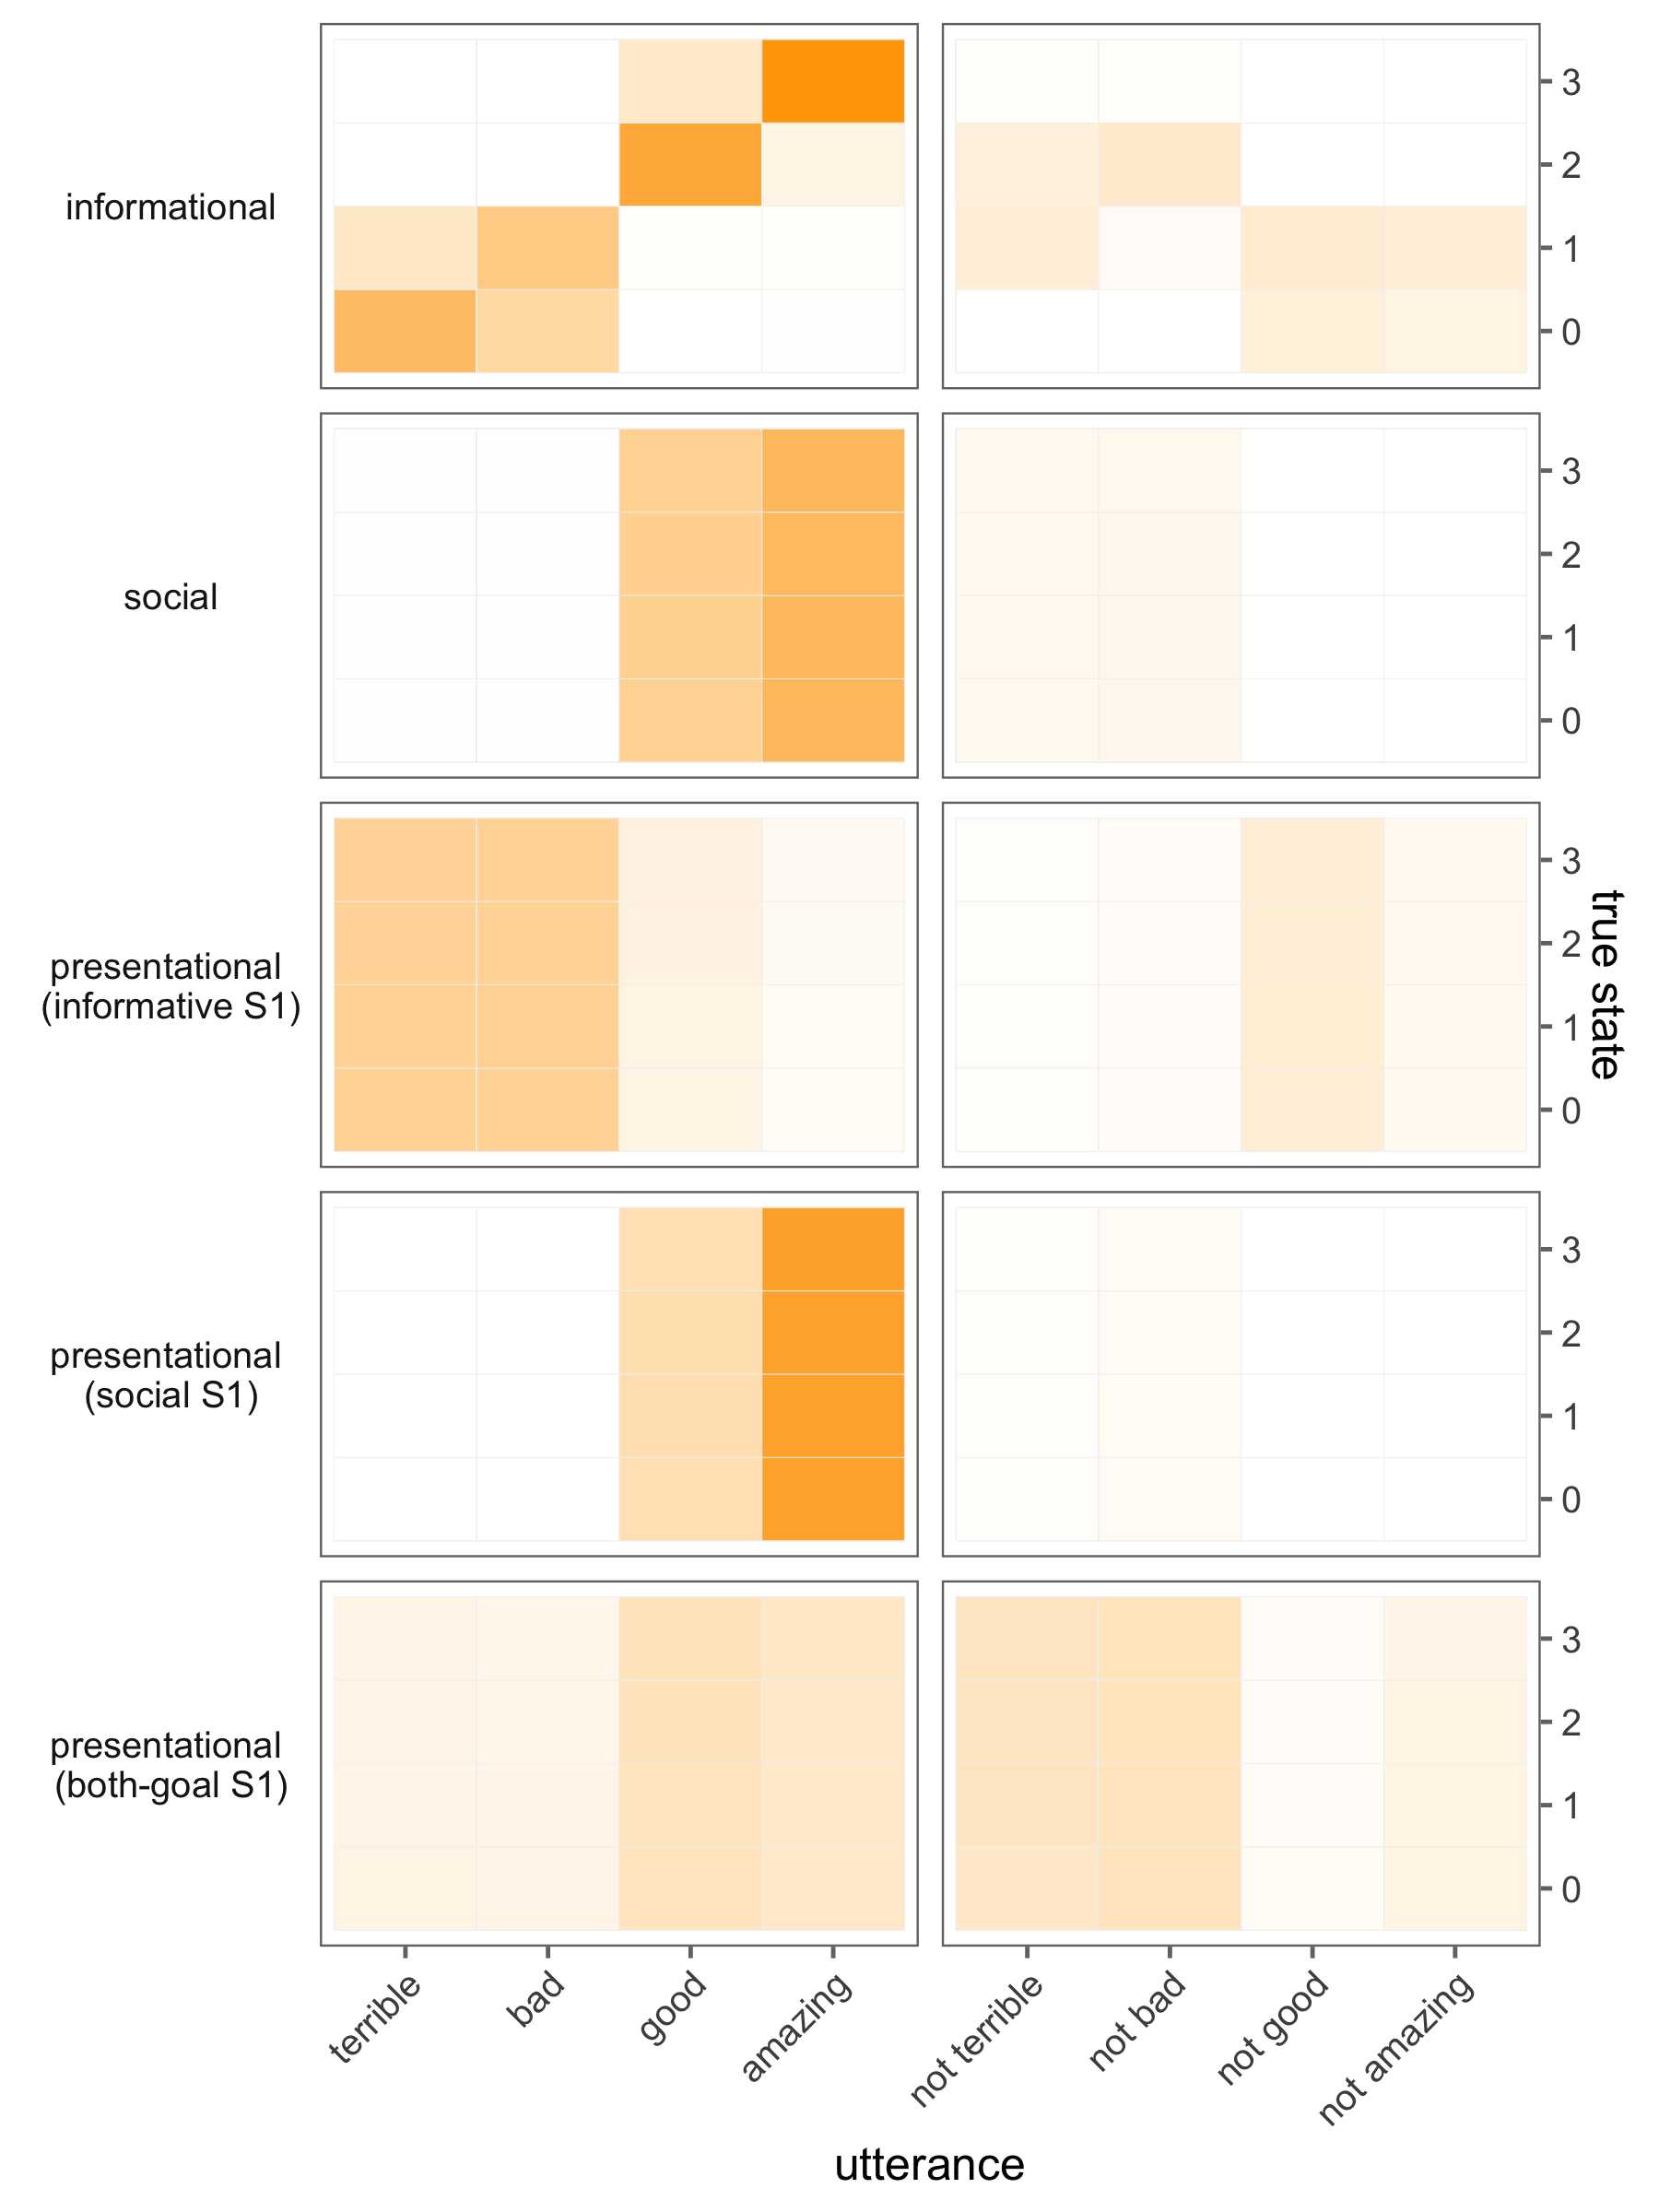 informational
3
2
1
0
social
3
2
1
0
presentational
(informative S1)
3
2
1
0
true state
presentational
(social S1)
3
2
1
0
presentational
(both-goal S1)
3
2
1
0
terrible
bad
good
amazing
not terrible
not bad
not good
not amazing
utterance